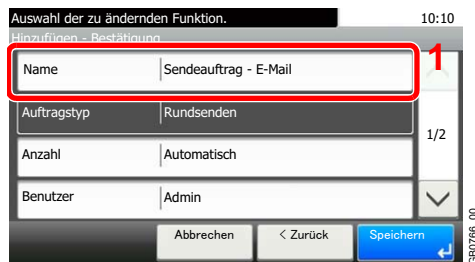 Auswahl der zu ändernden Funktion. 10:10
Hinzufügen - Bestätigung
Name Sendeauftrag - E-Mail 1
Auftragstyp Rundsenden
1/2
Anzahl Automatisch
Benutzer Admin
Abbrechen < Zurück Speichern
GB0766_00